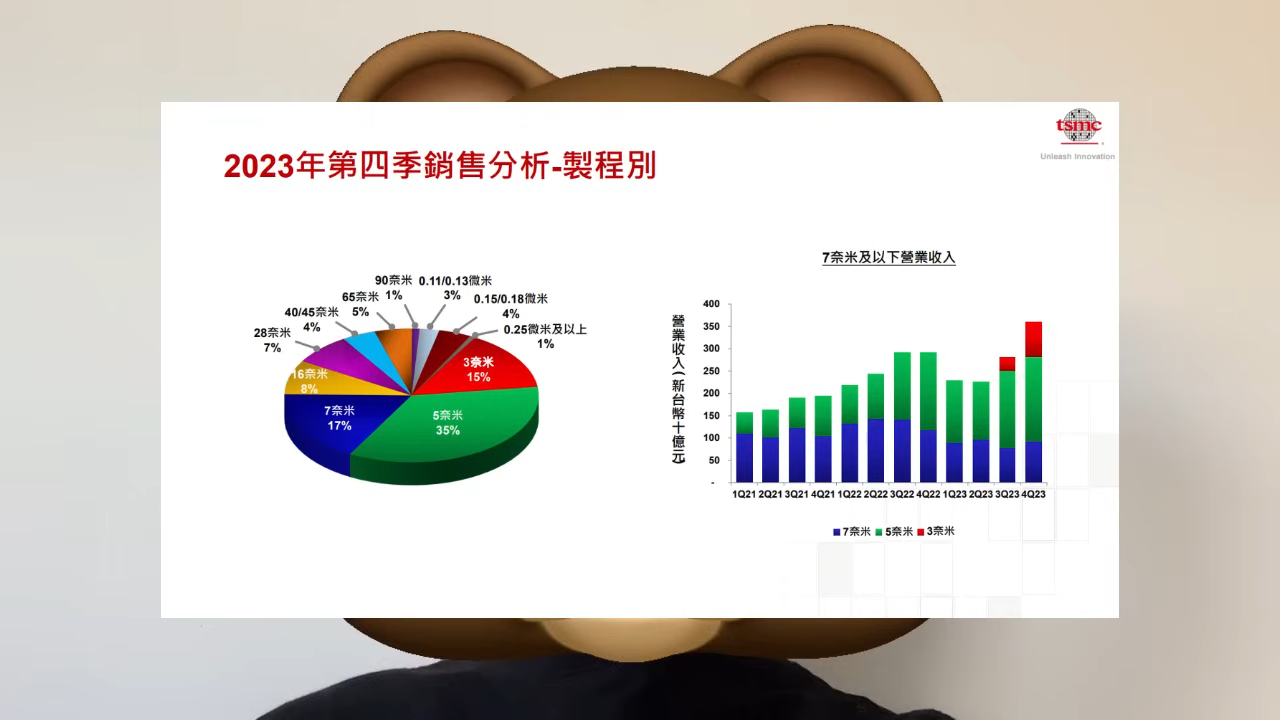 tsmc
Unleash Innovation
2023年第四季銷售分析-製程別
90奈米
1%
0.11/0.13微米
3%
65奈米
5%
0.15/0.18微米
4%
40/45奈米
4%
0.25微米及以上
1%
28奈米
7%
3奈米
15%
16奈米
8%
7奈米
17%
5奈米
35%
7奈米及以下營業收入
營業收入(新台幣十億元)
400
350
300
250
200
150
100
50
-
1Q21 2Q21 3Q21 4Q21 1Q22 2Q22 3Q22 4Q22 1Q23 2Q23 3Q23 4Q23
7奈米 5奈米 3奈米